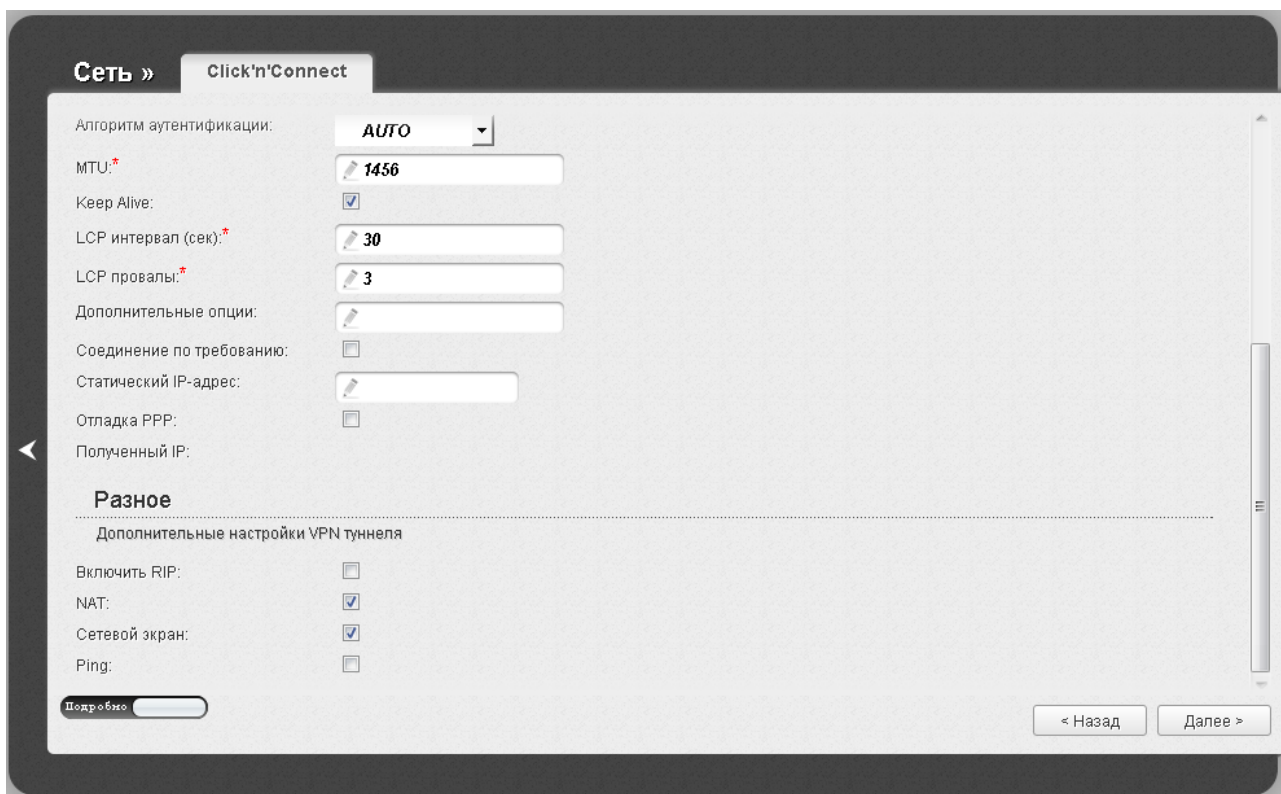 Сеть »
Click'n'Connect
Алгоритм аутентификации: AUTO
MTU:* 1456
Keep Alive:
LCP интервал (сек):* 30
LCP провалы:* 3
Дополнительные опции:
Соединение по требованию:
Статический IP-адрес:
Отладка PPP:
Полученный IP:
Разное
Дополнительные настройки VPN туннеля
Включить RIP:
NAT:
Сетевой экран:
Ping:
Подробно
< Назад
Далее >